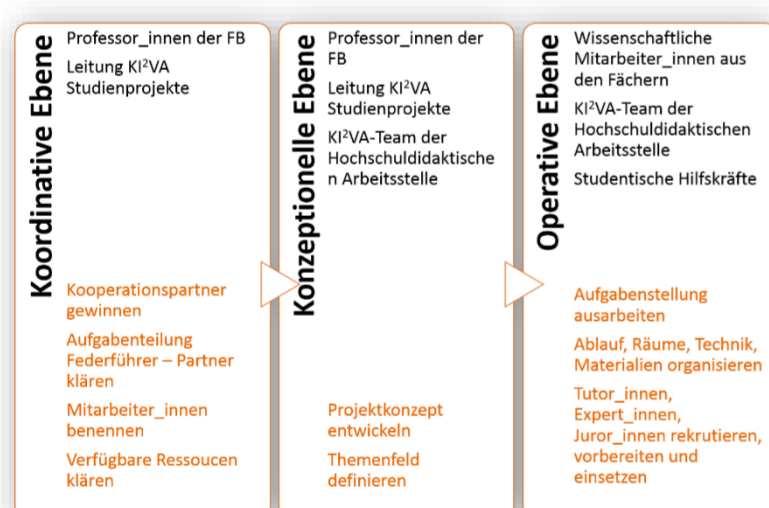 Koordinative Ebene
Professor_innen der FB
Leitung KI²VA
Studienprojekte
Kooperationspartner
gewinnen
Aufgabenteilung
Federführer – Partner
klären
Mitarbeiter_innen
benennen
Verfügbare Ressoucen
klären
Konzeptionelle Ebene
Professor_innen der
FB
Leitung KI²VA
Studienprojekte
KI²VA-Team der
Hochschuldidaktische
n Arbeitsstelle
Projektkonzept
entwickeln
Themenfeld
definieren
Operative Ebene
Wissenschaftliche
Mitarbeiter_innen aus
den Fächern
KI²VA-Team der
Hochschuldidaktischen
Arbeitsstelle
Studentische Hilfskräfte
Aufgabenstellung
ausarbeiten
Ablauf, Räume, Technik,
Materialien organisieren
Tutor_innen,
Expert_innen,
Juror_innen rekrutieren,
vorbereiten und
einsetzen